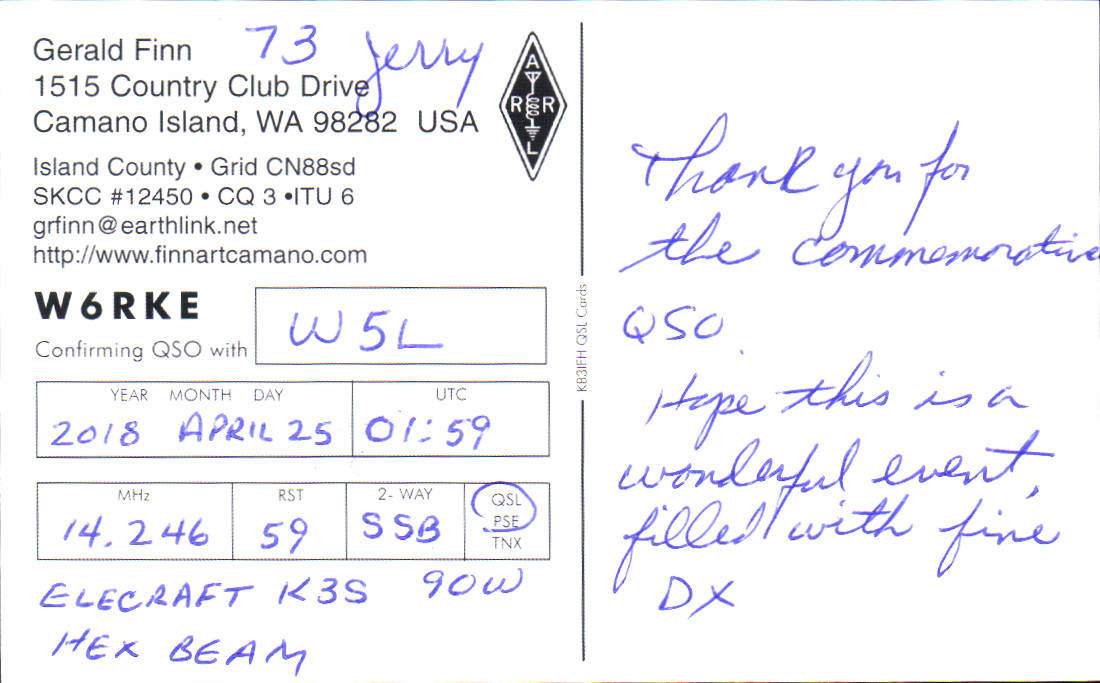 Gerald Finn 73 Jerry
1515 Country Club Drive
Camano Island, WA 98282 USA
Island County • Grid CN88sd
SKCC #12450 • CQ 3 •ITU 6
grfinn@earthlink.net
http://www.finnartcamano.com
W6RKE
Confirming QSO with W5L
YEAR MONTH DAY UTC
2018 APRIL 25 01:59
MHz RST 2- WAY QSL
PSE
14.246 59 SSB TNX
ELECRAFT K3S 90W
HEX BEAM
A
R R
L
KB3IFH QSL Cards
Thank you for
the commemorative
QSO
Hope this is a
wonderful event,
filled with fine
DX